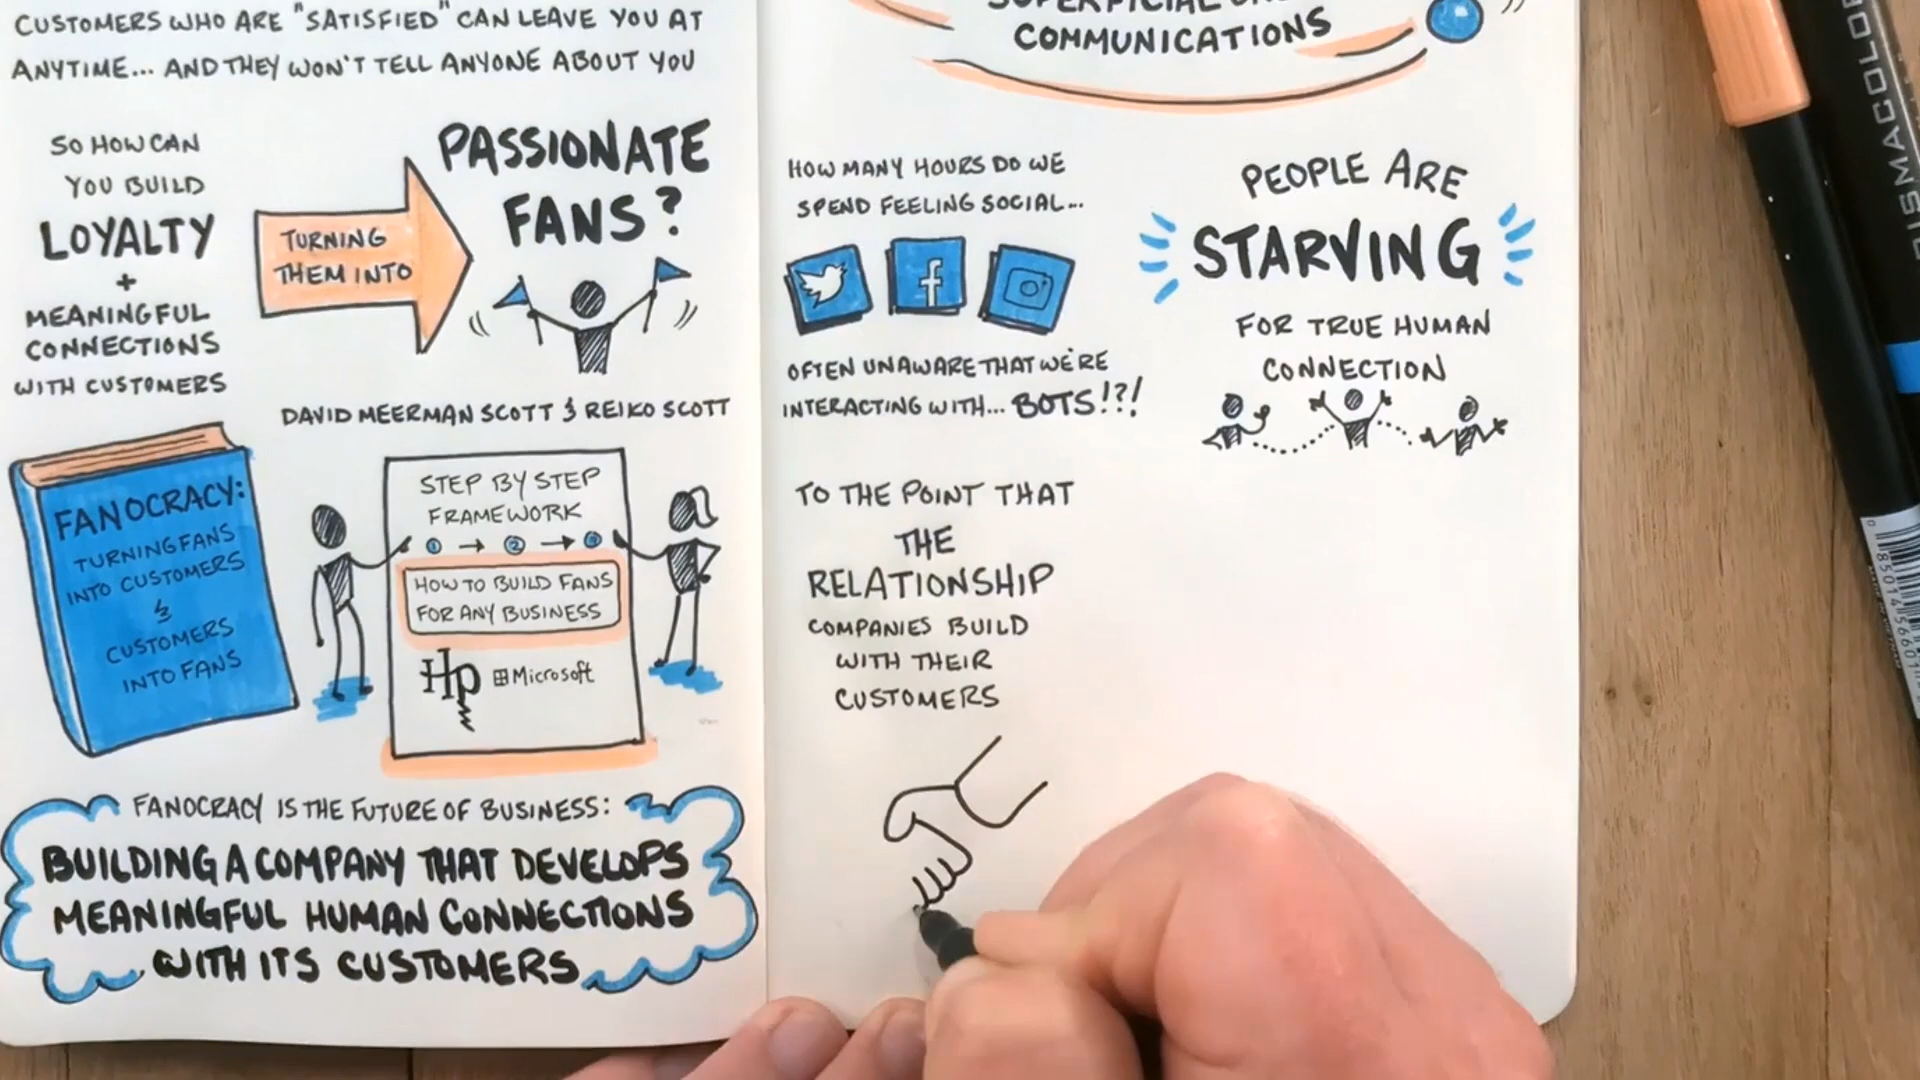 CUSTOMERS WHO ARE "SATISFIED" CAN LEAVE YOU AT
ANYTIME... AND THEY WON'T TELL ANYONE ABOUT YOU
SO HOW CAN
YOU BUILD
LOYALTY
+
MEANINGFUL
CONNECTIONS
WITH CUSTOMERS
TURNING
THEM INTO
PASSIONATE
FANS?
DAVID MEERMAN SCOTT & REIKO SCOTT
FANOCRACY:
TURNING FANS
INTO CUSTOMERS
&
CUSTOMERS
INTO FANS
STEP BY STEP
FRAMEWORK
1 → 2 → 3
HOW TO BUILD FANS
FOR ANY BUSINESS
Hp
Microsoft
FANOCRACY IS THE FUTURE OF BUSINESS:
BUILDING A COMPANY THAT DEVELOPS
MEANINGFUL HUMAN CONNECTIONS
WITH ITS CUSTOMERS
SUPERFICIAL
COMMUNICATIONS
HOW MANY HOURS DO WE
SPEND FEELING SOCIAL...
f
OFTEN UNAWARE THAT WE'RE
INTERACTING WITH... BOTS!?!
PEOPLE ARE
STARVING
FOR TRUE HUMAN
CONNECTION
TO THE POINT THAT
THE
RELATIONSHIP
COMPANIES BUILD
WITH THEIR
CUSTOMERS